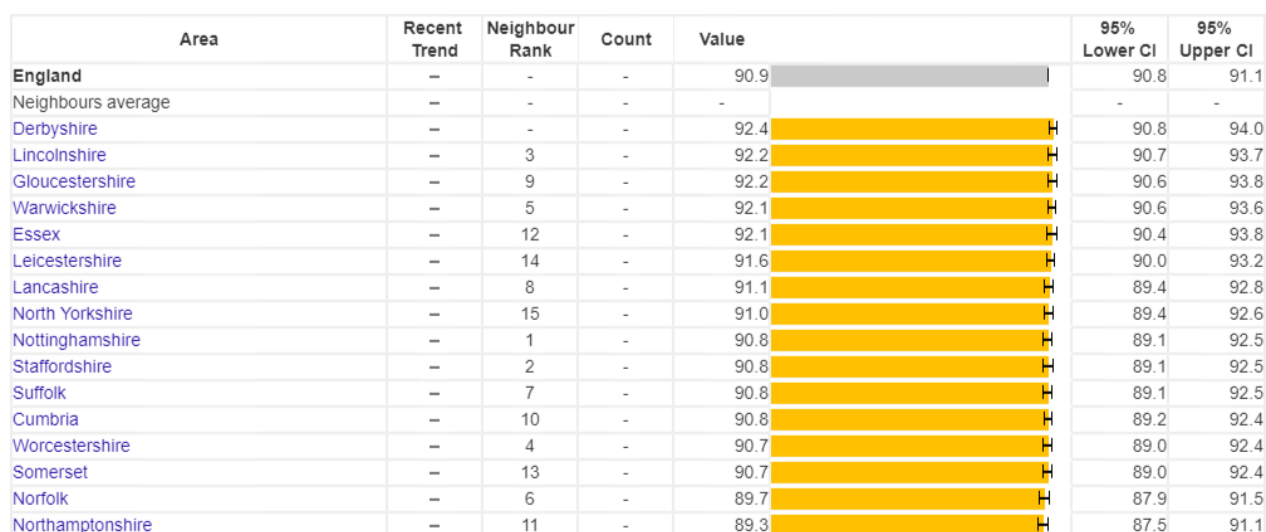 Area Recent Trend Neighbour Rank Count Value 95% Lower CI 95% Upper CI
England – - - 90.9 90.8 91.1
Neighbours average – - - - - -
Derbyshire – - - 92.4 90.8 94.0
Lincolnshire – 3 - 92.2 90.7 93.7
Gloucestershire – 9 - 92.2 90.6 93.8
Warwickshire – 5 - 92.1 90.6 93.6
Essex – 12 - 92.1 90.4 93.8
Leicestershire – 14 - 91.6 90.0 93.2
Lancashire – 8 - 91.1 89.4 92.8
North Yorkshire – 15 - 91.0 89.4 92.6
Nottinghamshire – 1 - 90.8 89.1 92.5
Staffordshire – 2 - 90.8 89.1 92.5
Suffolk – 7 - 90.8 89.1 92.5
Cumbria – 10 - 90.8 89.2 92.4
Worcestershire – 4 - 90.7 89.0 92.4
Somerset – 13 - 90.7 89.0 92.4
Norfolk – 6 - 89.7 87.9 91.5
Northamptonshire – 11 - 89.3 87.5 91.1